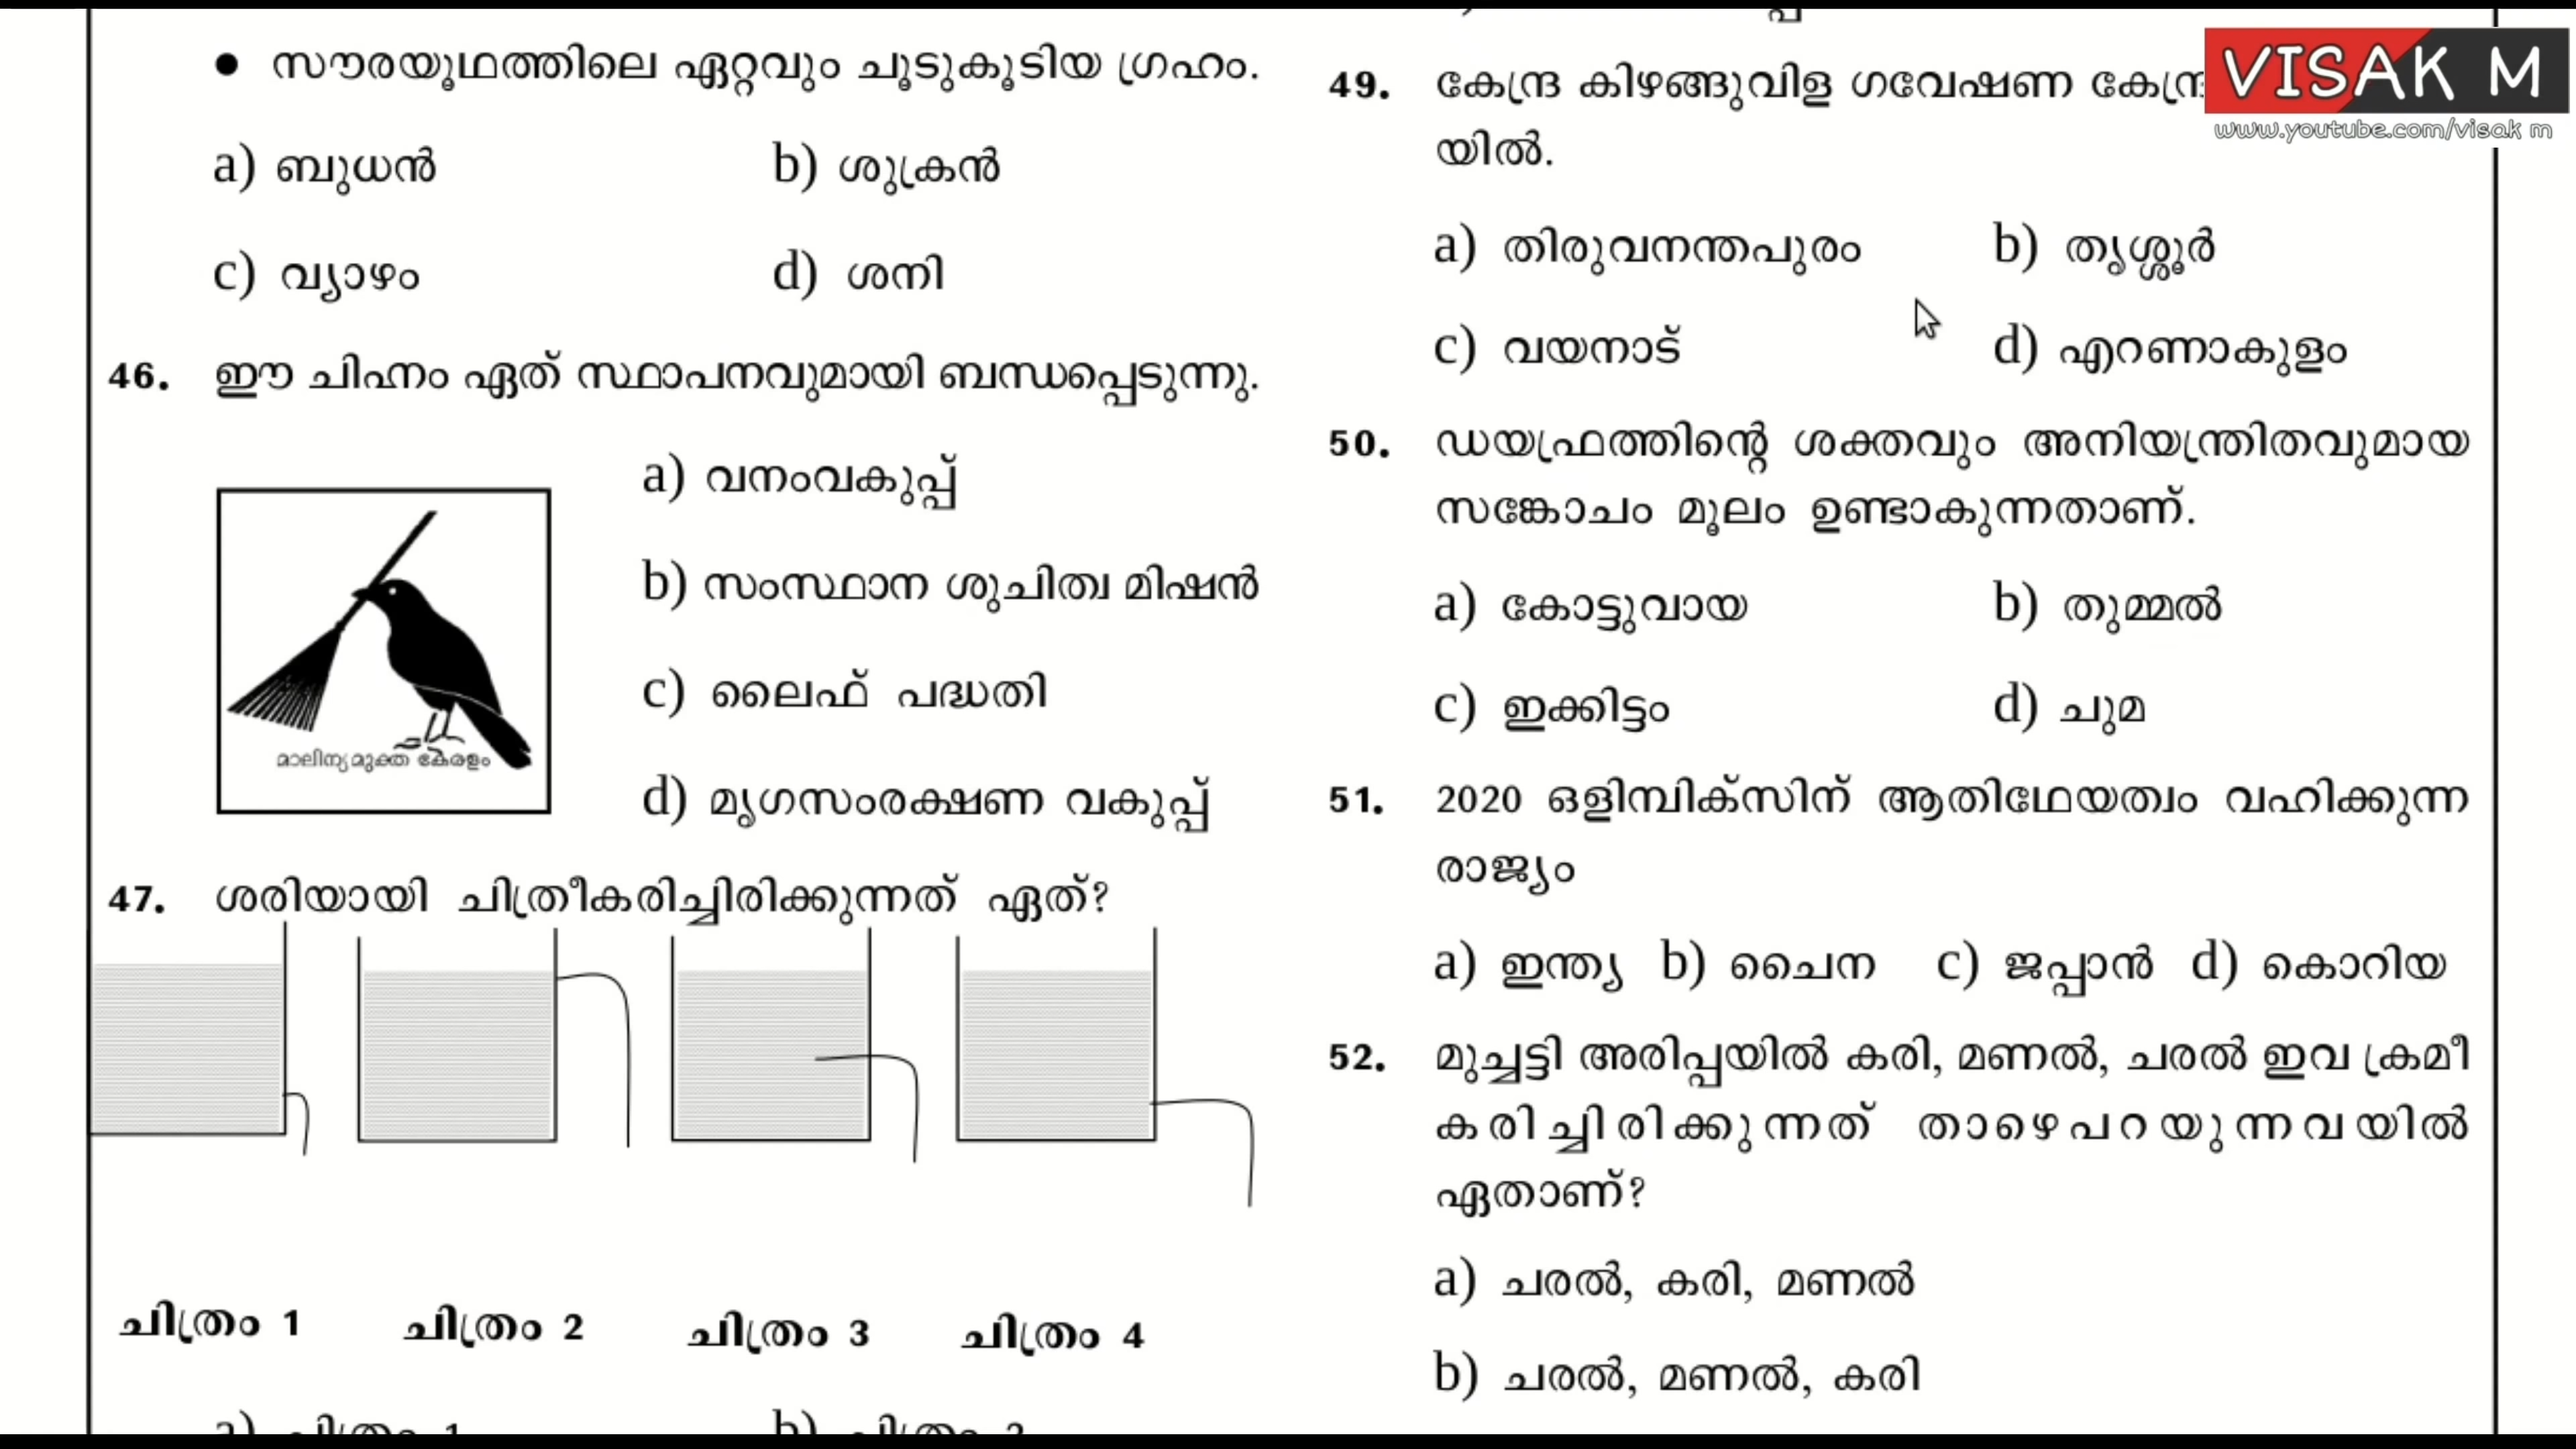 • സൗരയൂഥത്തിലെ ഏറ്റവും ചൂടുകൂടിയ ഗ്രഹം.
a) ബുധൻ b) ശുക്രൻ
c) വ്യാഴം d) ശനി
46. ഈ ചിഹ്നം ഏത് സ്ഥാപനവുമായി ബന്ധപ്പെടുന്നു.
a) വനംവകുപ്പ്
b) സംസ്ഥാന ശുചിത്വ മിഷൻ
c) ലൈഫ് പദ്ധതി
മാലിന്യമുക്ത കേരളം
d) മൃഗസംരക്ഷണ വകുപ്പ്
47. ശരിയായി ചിത്രീകരിച്ചിരിക്കുന്നത് ഏത്?
ചിത്രം 1 ചിത്രം 2 ചിത്രം 3 ചിത്രം 4
VISAK M
www.youtube.com/visak m
49. കേന്ദ്ര കിഴങ്ങുവിള ഗവേഷണ
യിൽ.
a) തിരുവനന്തപുരം b) തൃശ്ശൂർ
c) വയനാട് d) എറണാകുളം
50. ഡയഫ്രത്തിന്റെ ശക്തവും അനിയന്ത്രിതവുമായ
സങ്കോചം മൂലം ഉണ്ടാകുന്നതാണ്.
a) കോട്ടുവായ b) തുമ്മൽ
c) ഇക്കിട്ടം d) ചുമ
51. 2020 ഒളിമ്പിക്സിന് ആതിഥേയത്വം വഹിക്കുന്ന
രാജ്യം
a) ഇന്ത്യ b) ചൈന c) ജപ്പാൻ d) കൊറിയ
52. മുച്ചട്ടി അരിപ്പയിൽ കരി, മണൽ, ചരൽ ഇവ ക്രമീ
കരിച്ചിരിക്കുന്നത് താഴെപറയുന്നവയിൽ
ഏതാണ്?
a) ചരൽ, കരി, മണൽ
b) ചരൽ, മണൽ, കരി